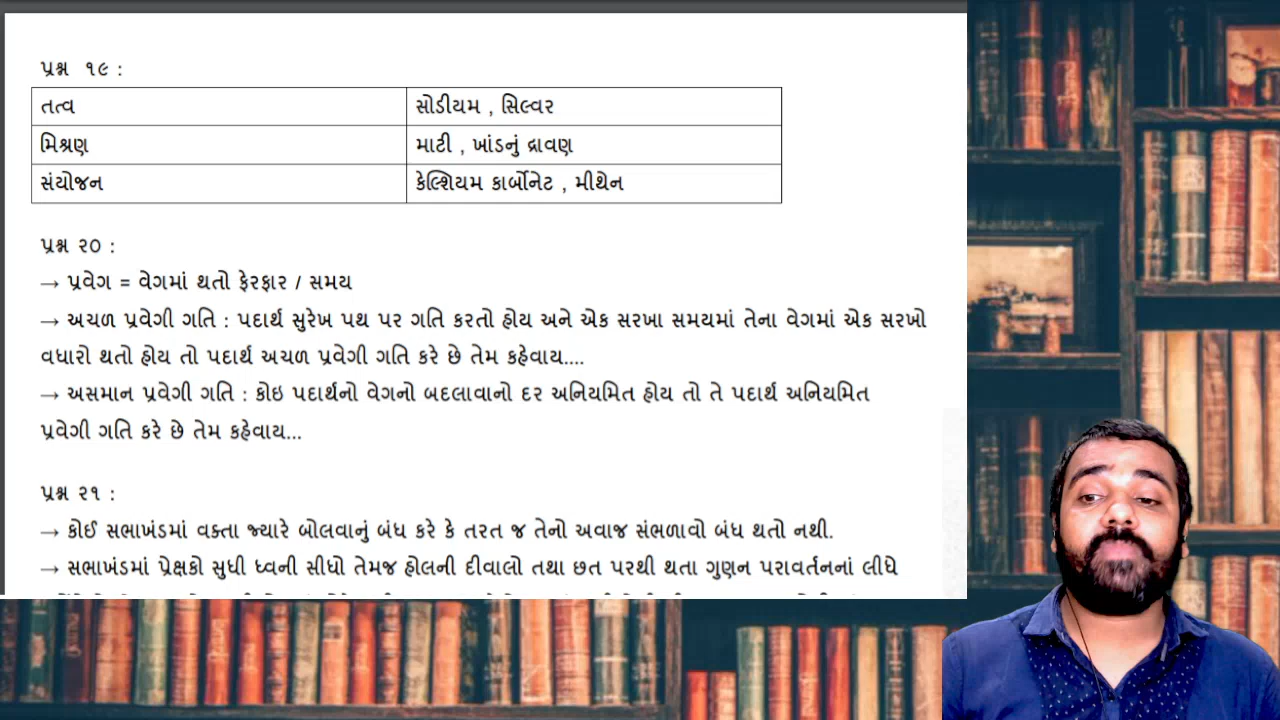 પ્રશ્ન ૧૯ :
તત્વ સોડીયમ , સિલ્વર
મિશ્રણ માટી , ખાંડનું દ્રાવણ
સંયોજન કેલ્શિયમ કાર્બોનેટ , મીથેન
પ્રશ્ન ૨૦ :
→ પ્રવેગ = વેગમાં થતો ફેરફાર / સમય
→ અચળ પ્રવેગી ગતિ : પદાર્થ સુરેખ પથ પર ગતિ કરતો હોય અને એક સરખા સમયમાં તેના વેગમાં એક સરખો
વધારો થતો હોય તો પદાર્થ અચળ પ્રવેગી ગતિ કરે છે તેમ કહેવાય....
→ અસમાન પ્રવેગી ગતિ : કોઇ પદાર્થનો વેગનો બદલાવાનો દર અનિયમિત હોય તો તે પદાર્થ અનિયમિત
પ્રવેગી ગતિ કરે છે તેમ કહેવાય...
પ્રશ્ન ૨૧ :
→ કોઈ સભાખંડમાં વક્તા જ્યારે બોલવાનું બંધ કરે કે તરત જ તેનો અવાજ સંભળાવો બંધ થતો નથી.
→ સભાખંડમાં પ્રેક્ષકો સુધી ધ્વની સીધો તેમજ હોલની દીવાલો તથા છત પરથી થતા ગુણન પરાવર્તનનાં લીધે